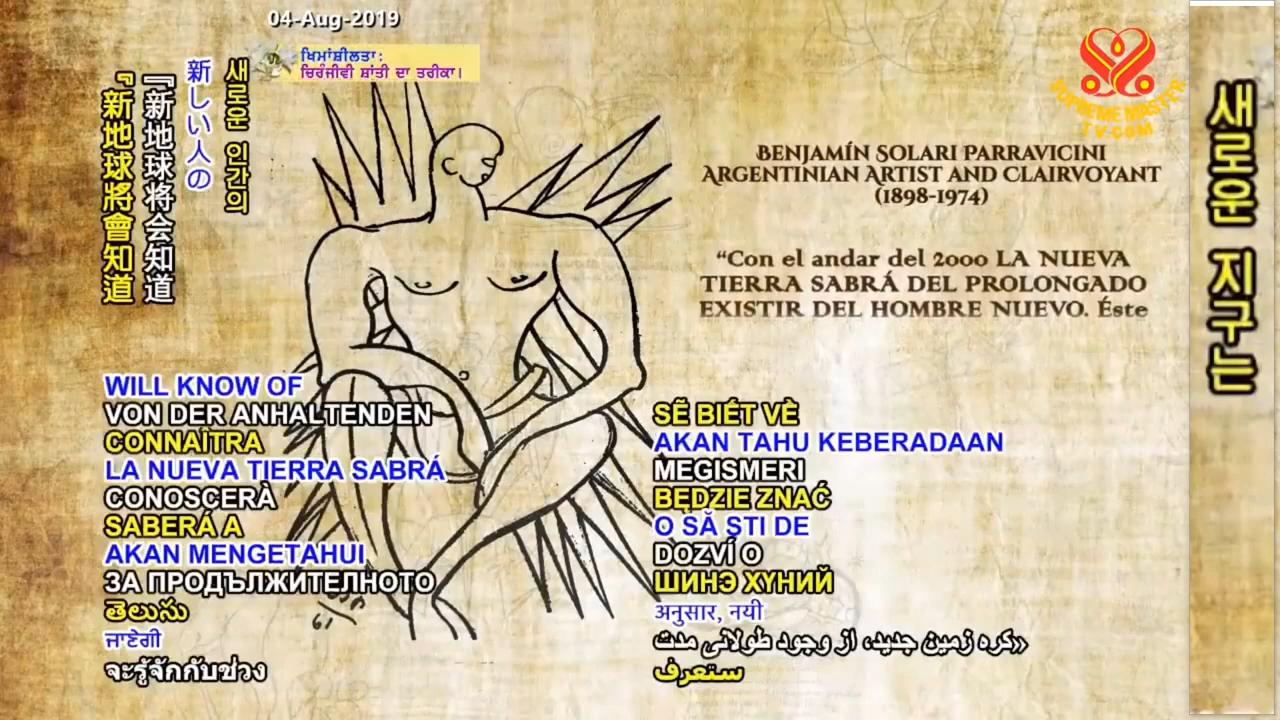 04-Aug-2019
ਖਿਮਾਂਸ਼ੀਲਤਾ:
ਚਿਰੰਜੀਵੀ ਸ਼ਾਂਤੀ ਦਾ ਤਰੀਕਾ।
SUPREME MASTER
TV.COM
새로운 인간의
新しい人の
『新地球将会知道
『新地球將會知道
BENJAMÍN SOLARI PARRAVICINI
ARGENTINIAN ARTIST AND CLAIRVOYANT
(1898-1974)
“Con el andar del 2000 LA NUEVA
TIERRA SABRÁ DEL PROLONGADO
EXISTIR DEL HOMBRE NUEVO. Éste
새로운 지구는
WILL KNOW OF
VON DER ANHALTENDEN
CONNAÎTRA
LA NUEVA TIERRA SABRÁ
CONOSCERÀ
SABERÁ A
AKAN MENGETAHUI
ЗА ПРОДЪЛЖИТЕЛНОТО
తెలుసు
ਜਾਣੇਗੀ
จะรู้จักกับช่วง
SẼ BIẾT VỀ
AKAN TAHU KEBERADAAN
MEGISMERI
BĘDZIE ZNAĆ
O SĂ ȘTI DE
DOZVÍ O
ШИНЭ ХҮНИЙ
अनुसार, नयी
«کره زمین جدید، از وجود طولانی مدت
ستعرف